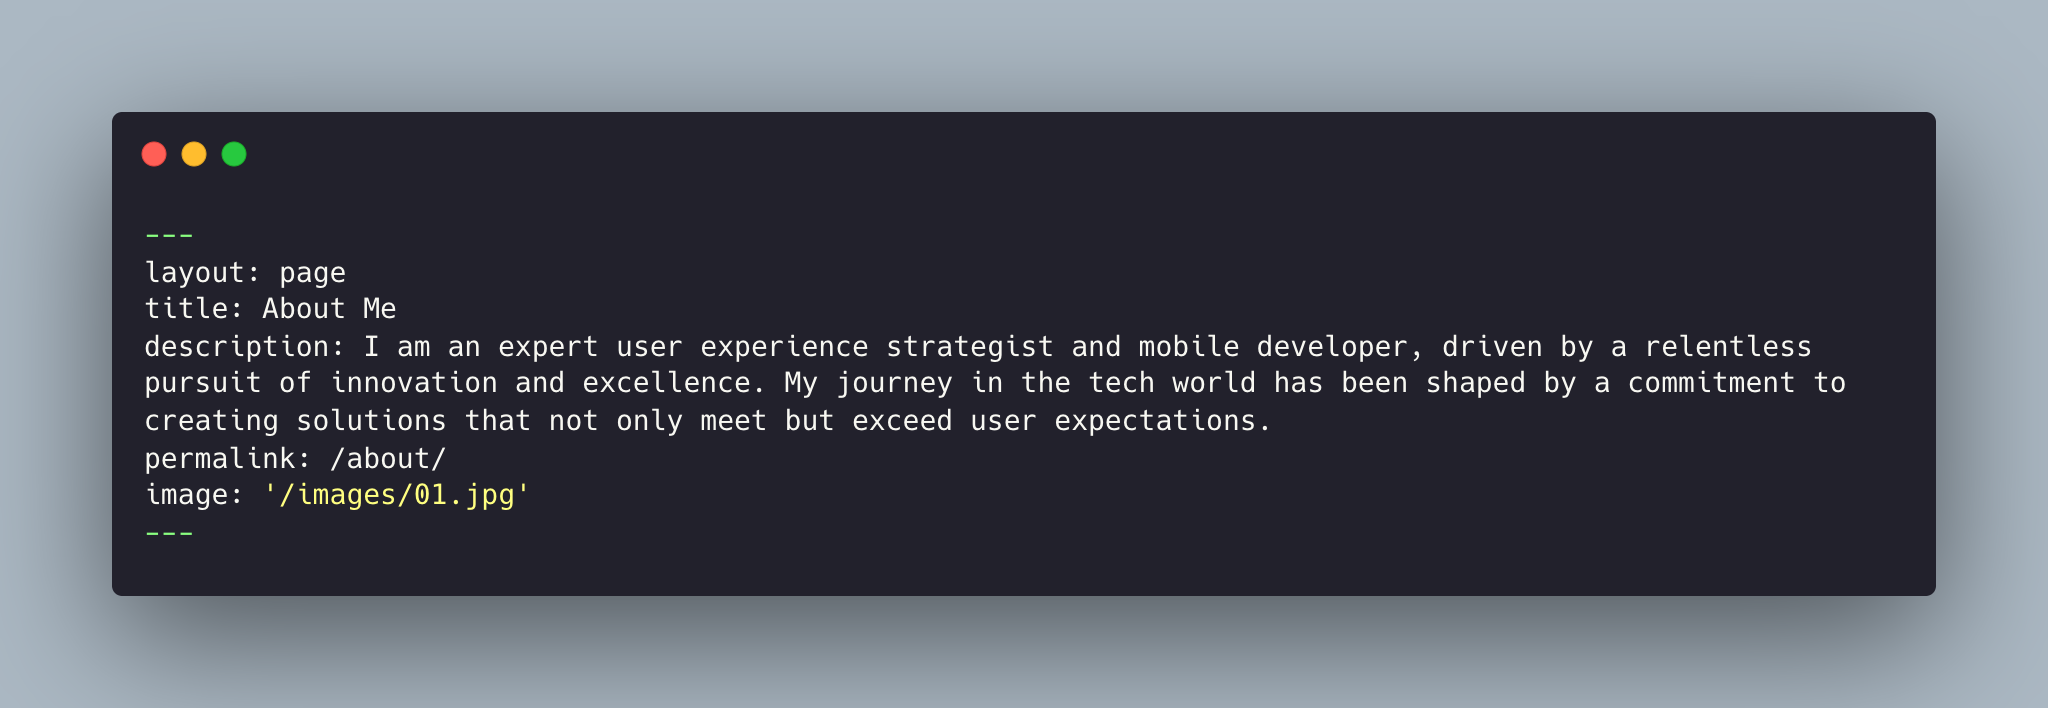 ---
layout: page
title: About Me
description: I am an expert user experience strategist and mobile developer, driven by a relentless
pursuit of innovation and excellence. My journey in the tech world has been shaped by a commitment to
creating solutions that not only meet but exceed user expectations.
permalink: /about/
image: '/images/01.jpg'
---